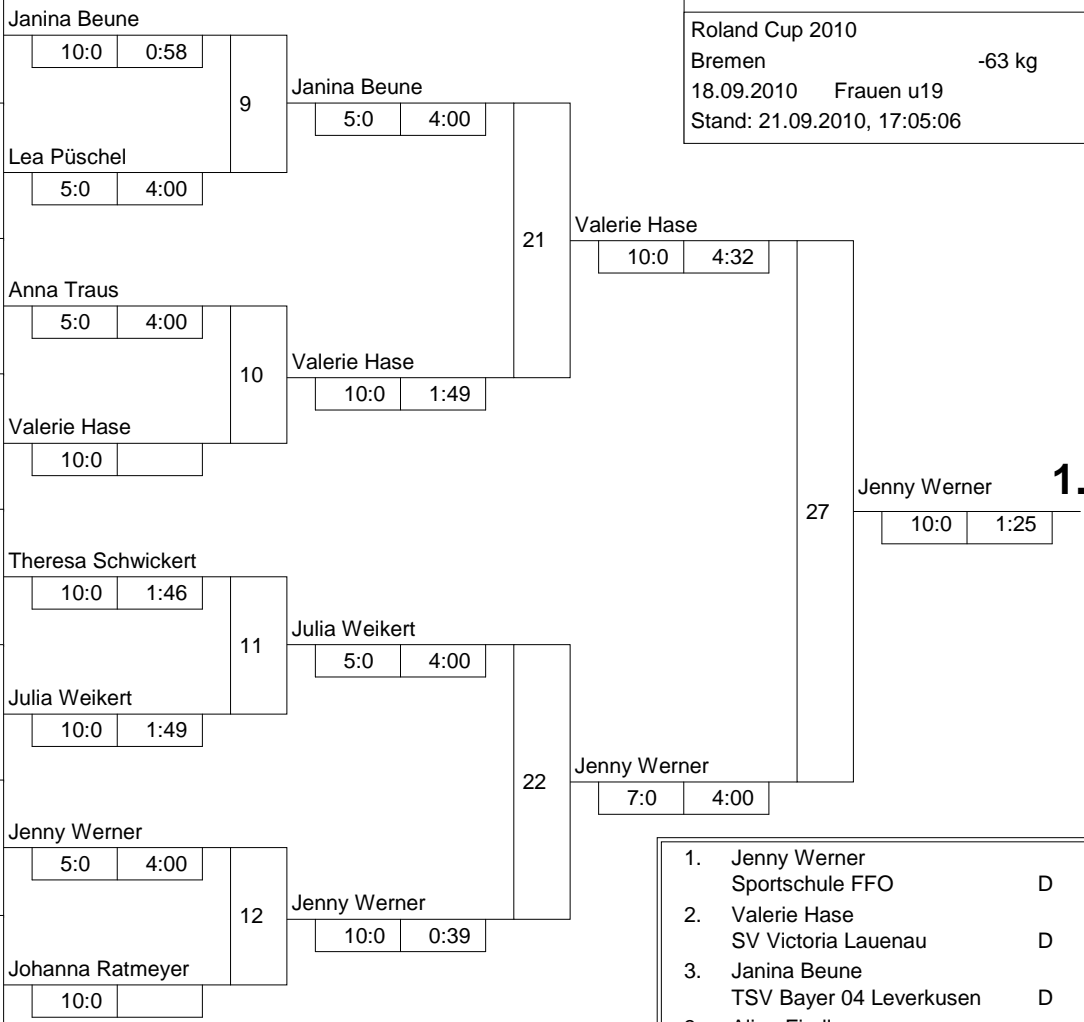 Janina Beune
10:0 0:58
9
Janina Beune
5:0 4:00
Lea Püschel
5:0 4:00
21
Valerie Hase
10:0 4:32
Anna Traus
5:0 4:00
10
Valerie Hase
10:0 1:49
Valerie Hase
10:0
27
Jenny Werner 1.
10:0 1:25
Theresa Schwickert
10:0 1:46
11
Julia Weikert
5:0 4:00
Julia Weikert
10:0 1:49
22
Jenny Werner
7:0 4:00
Jenny Werner
5:0 4:00
12
Jenny Werner
10:0 0:39
Johanna Ratmeyer
10:0
Roland Cup 2010
Bremen -63 kg
18.09.2010 Frauen u19
Stand: 21.09.2010, 17:05:06
1. Jenny Werner
Sportschule FFO D
2. Valerie Hase
SV Victoria Lauenau D
3. Janina Beune
TSV Bayer 04 Leverkusen D